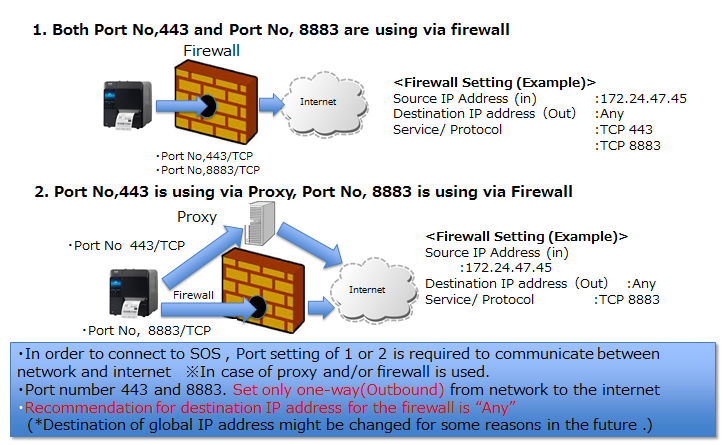 1. Both Port No,443 and Port No, 8883 are using via firewall
Firewall
Internet
・Port No,443/TCP
・Port No,8883/TCP
<Firewall Setting (Example)>
Source IP Address (in) :172.24.47.45
Destination IP address (Out) :Any
Service/ Protocol :TCP 443
:TCP 8883
2. Port No,443 is using via Proxy, Port No, 8883 is using via Firewall
Proxy
・Port No 443/TCP
Firewall
Internet
・Port No, 8883/TCP
<Firewall Setting (Example)>
Source IP Address (in)
:172.24.47.45
Destination IP address (Out) :Any
Service/ Protocol :TCP 8883
・In order to connect to SOS , Port setting of 1 or 2 is required to communicate between
network and internet ※In case of proxy and/or firewall is used.
・Port number 443 and 8883. Set only one-way(Outbound) from network to the internet
・Recommendation for destination IP address for the firewall is “Any”
(*Destination of global IP address might be changed for some reasons in the future .)